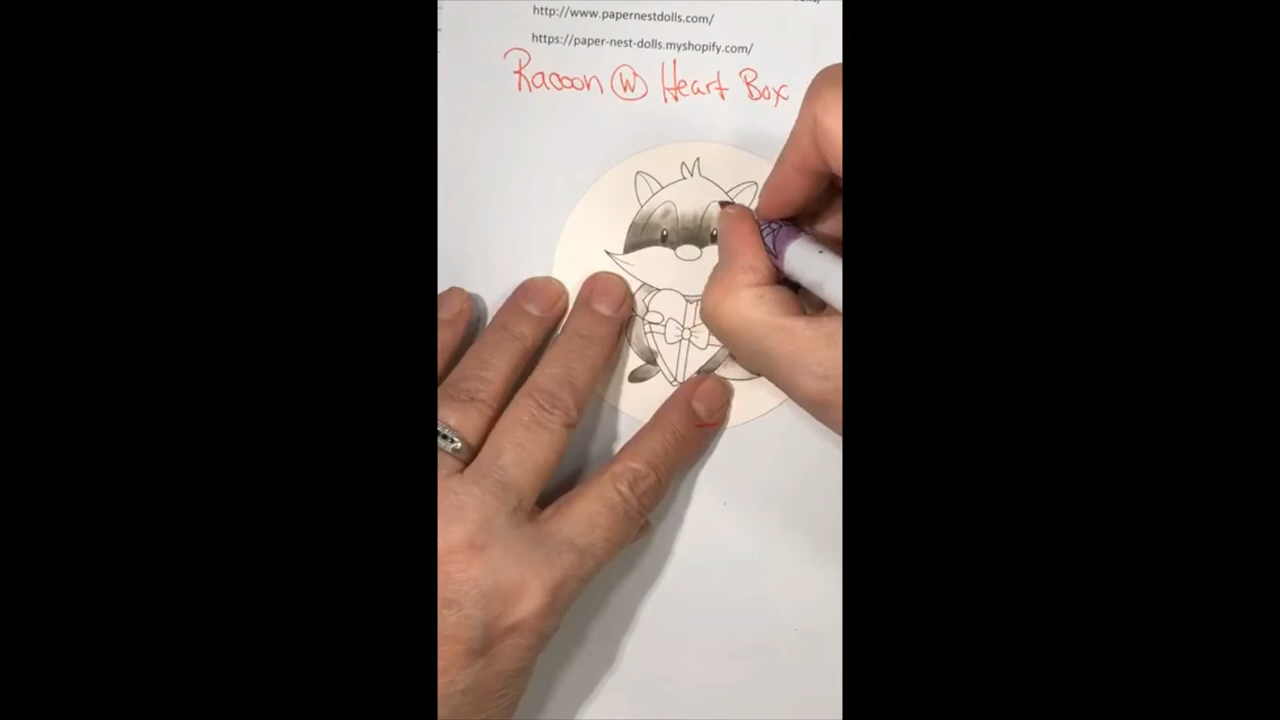 http://www.papernestdolls.com/
https://paper-nest-dolls.myshopify.com/
Racoon W Heart Box